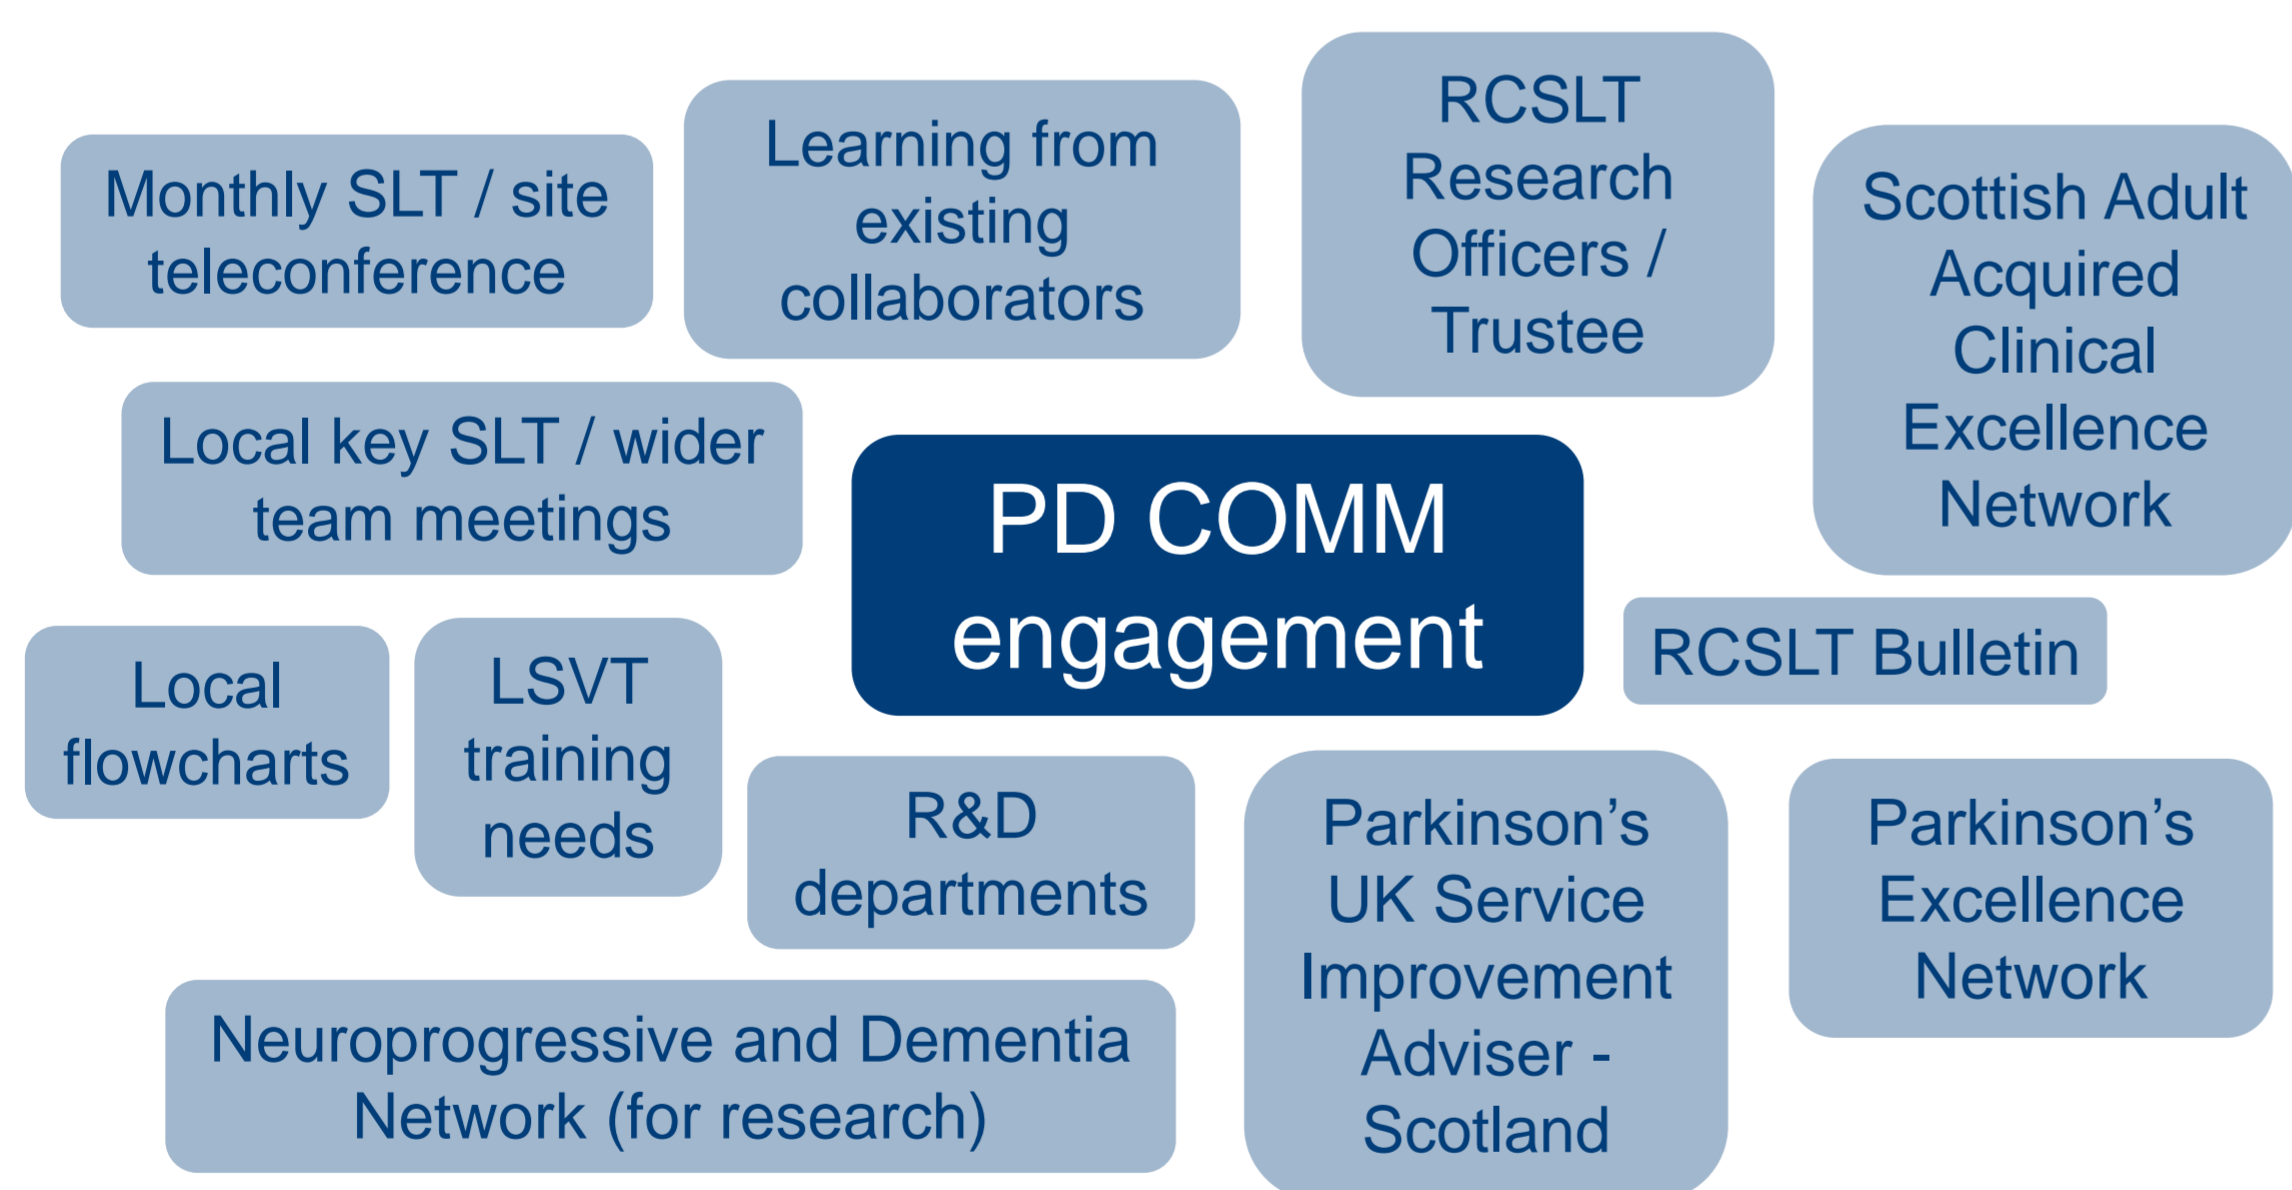 Monthly SLT / site
teleconference
Learning from
existing
collaborators
RCSLT
Research
Officers /
Trustee
Scottish Adult
Acquired
Clinical
Excellence
Network
Local key SLT / wider
team meetings
PD COMM
engagement
RCSLT Bulletin
Local
flowcharts
LSVT
training
needs
R&D
departments
Parkinson’s
UK Service
Improvement
Adviser -
Scotland
Parkinson’s
Excellence
Network
Neuroprogressive and Dementia
Network (for research)